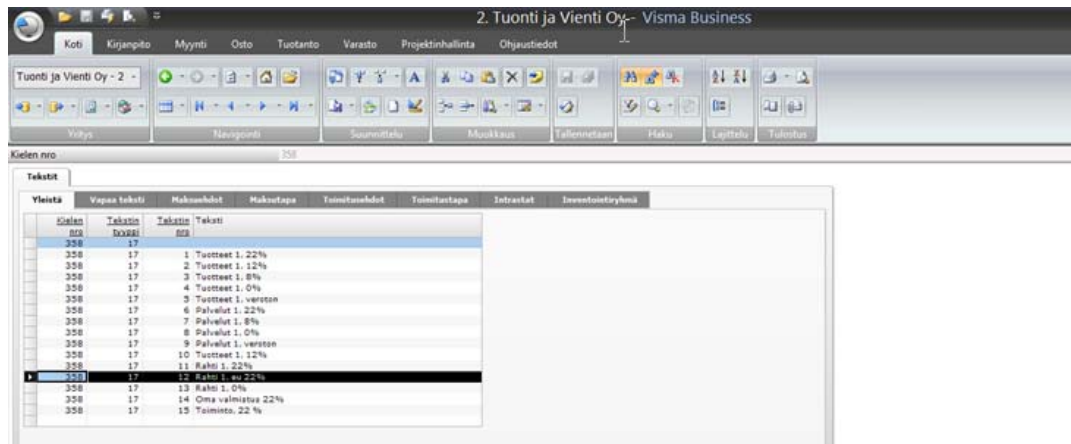 2. Tuonti ja Vienti Oy - Visma Business
Koti Kirjanpito Myynti Osto Tuotanto Varasto Projektinhallinta Ohjaustiedot
Tuonti ja Vienti Oy - 2
Yritys Navigointi Suunnittelu Muokkaus Tallennetaan Haku Lajittelu Tulostus
Kielen nro 358
Tekstit
Yleistä Vapaa teksti Maksuehdot Maksutapa Toimitusehdot Toimitustapa Intrastat Inventointiryhmä
Kielen Tekstin Tekstin Teksti
nro tyyppi nro
358 17
358 17 1 Tuotteet 1, 22%
358 17 2 Tuotteet 1, 12%
358 17 3 Tuotteet 1, 8%
358 17 4 Tuotteet 1, 0%
358 17 5 Tuotteet 1, verston
358 17 6 Palvelut 1, 22%
358 17 7 Palvelut 1, 8%
358 17 8 Palvelut 1, 0%
358 17 9 Palvelut 1, verston
358 17 10 Tuotteet 1, 12%
358 17 11 Rahti 1, 22%
358 17 12 Rahti 1, eu 22%
358 17 13 Rahti 1, 0%
358 17 14 Oma valmistus 22%
358 17 15 Toiminto, 22 %